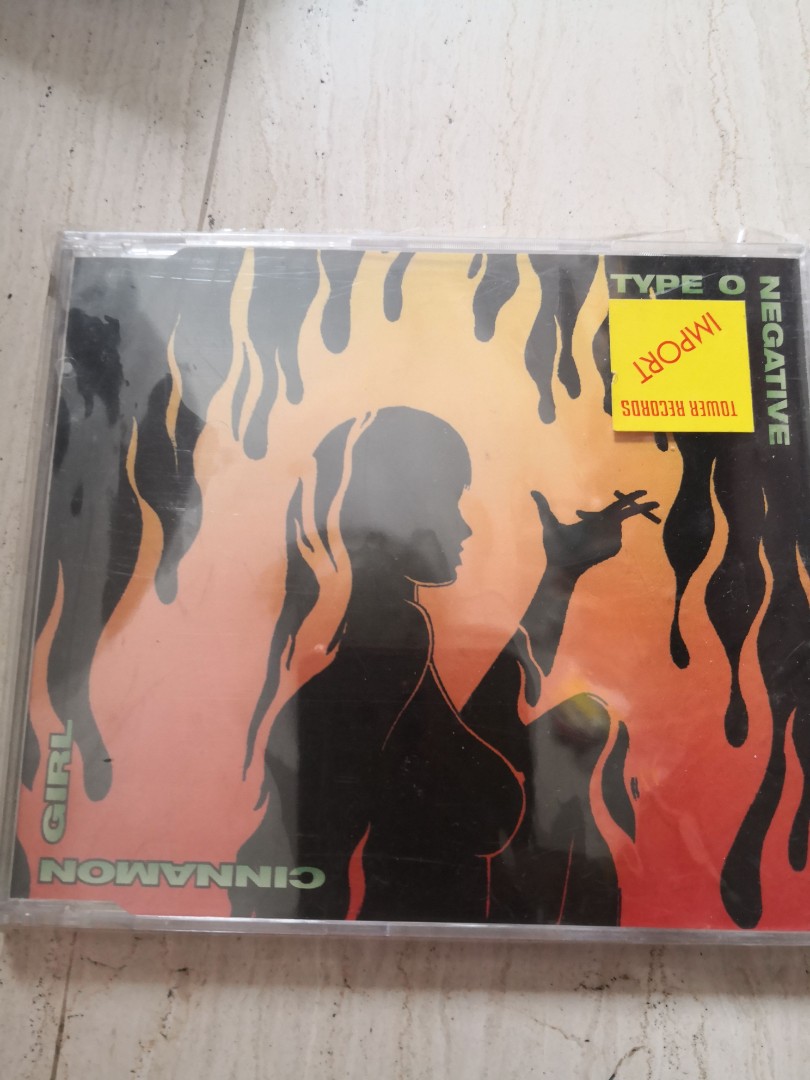 TYPE O
NEGATIVE
TOWER RECORDS
IMPORT
CINNAMON
GIRL